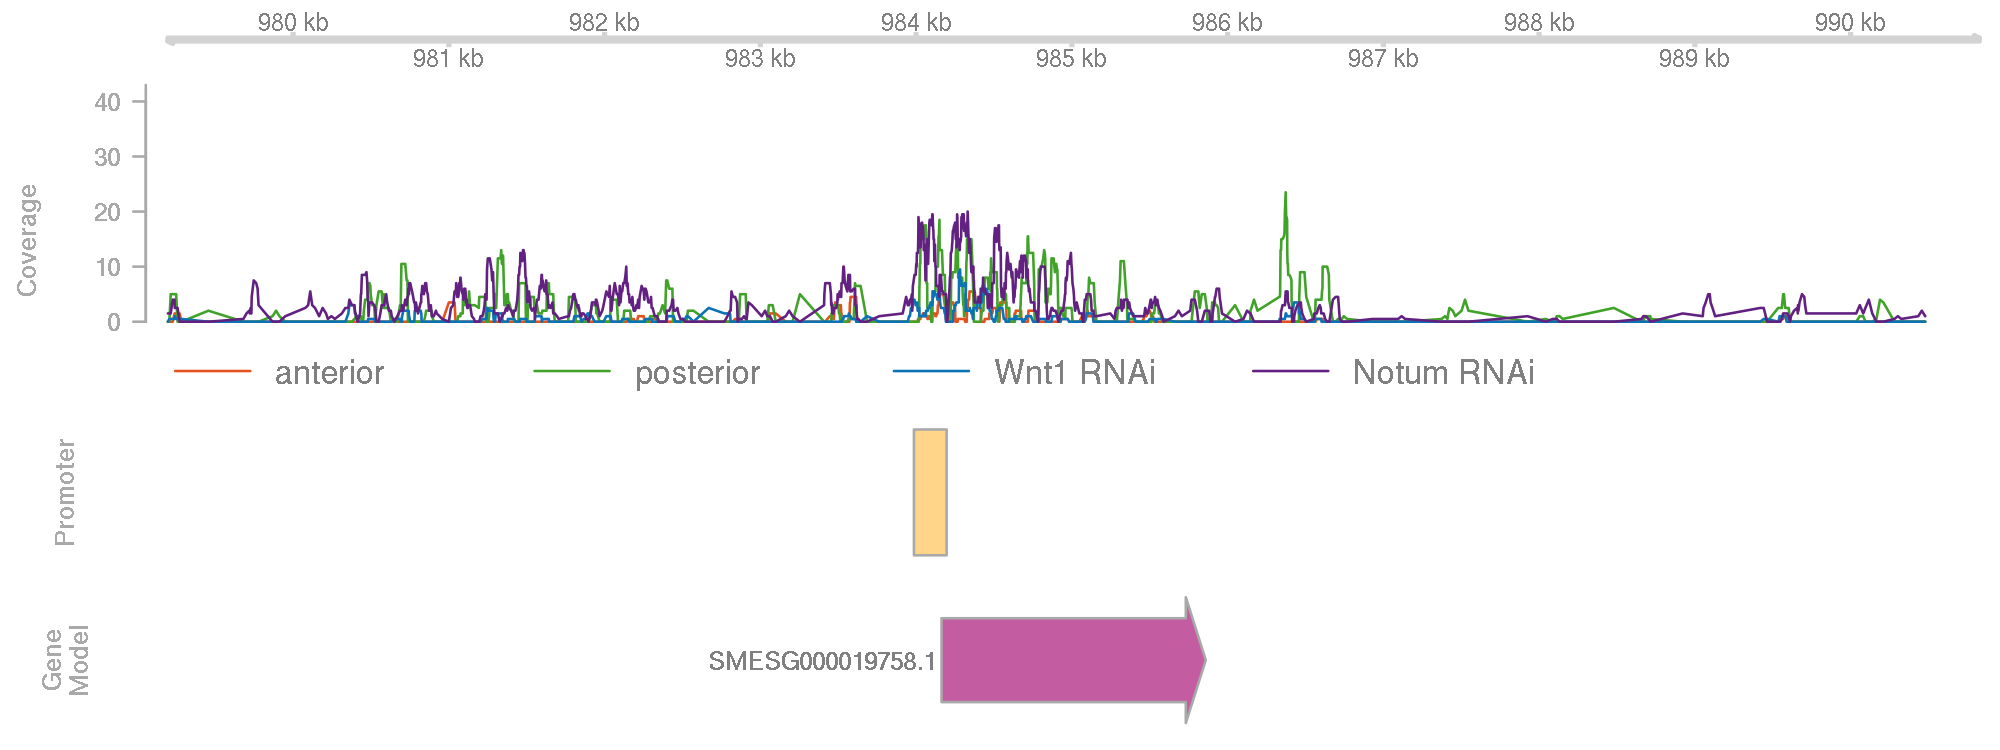 980 kb 982 kb 984 kb 986 kb 988 kb 990 kb
981 kb 983 kb 985 kb 987 kb 989 kb
Coverage
40
30
20
10
0
anterior posterior Wnt1 RNAi Notum RNAi
Promoter
Gene
Model
SMESG000019758.1